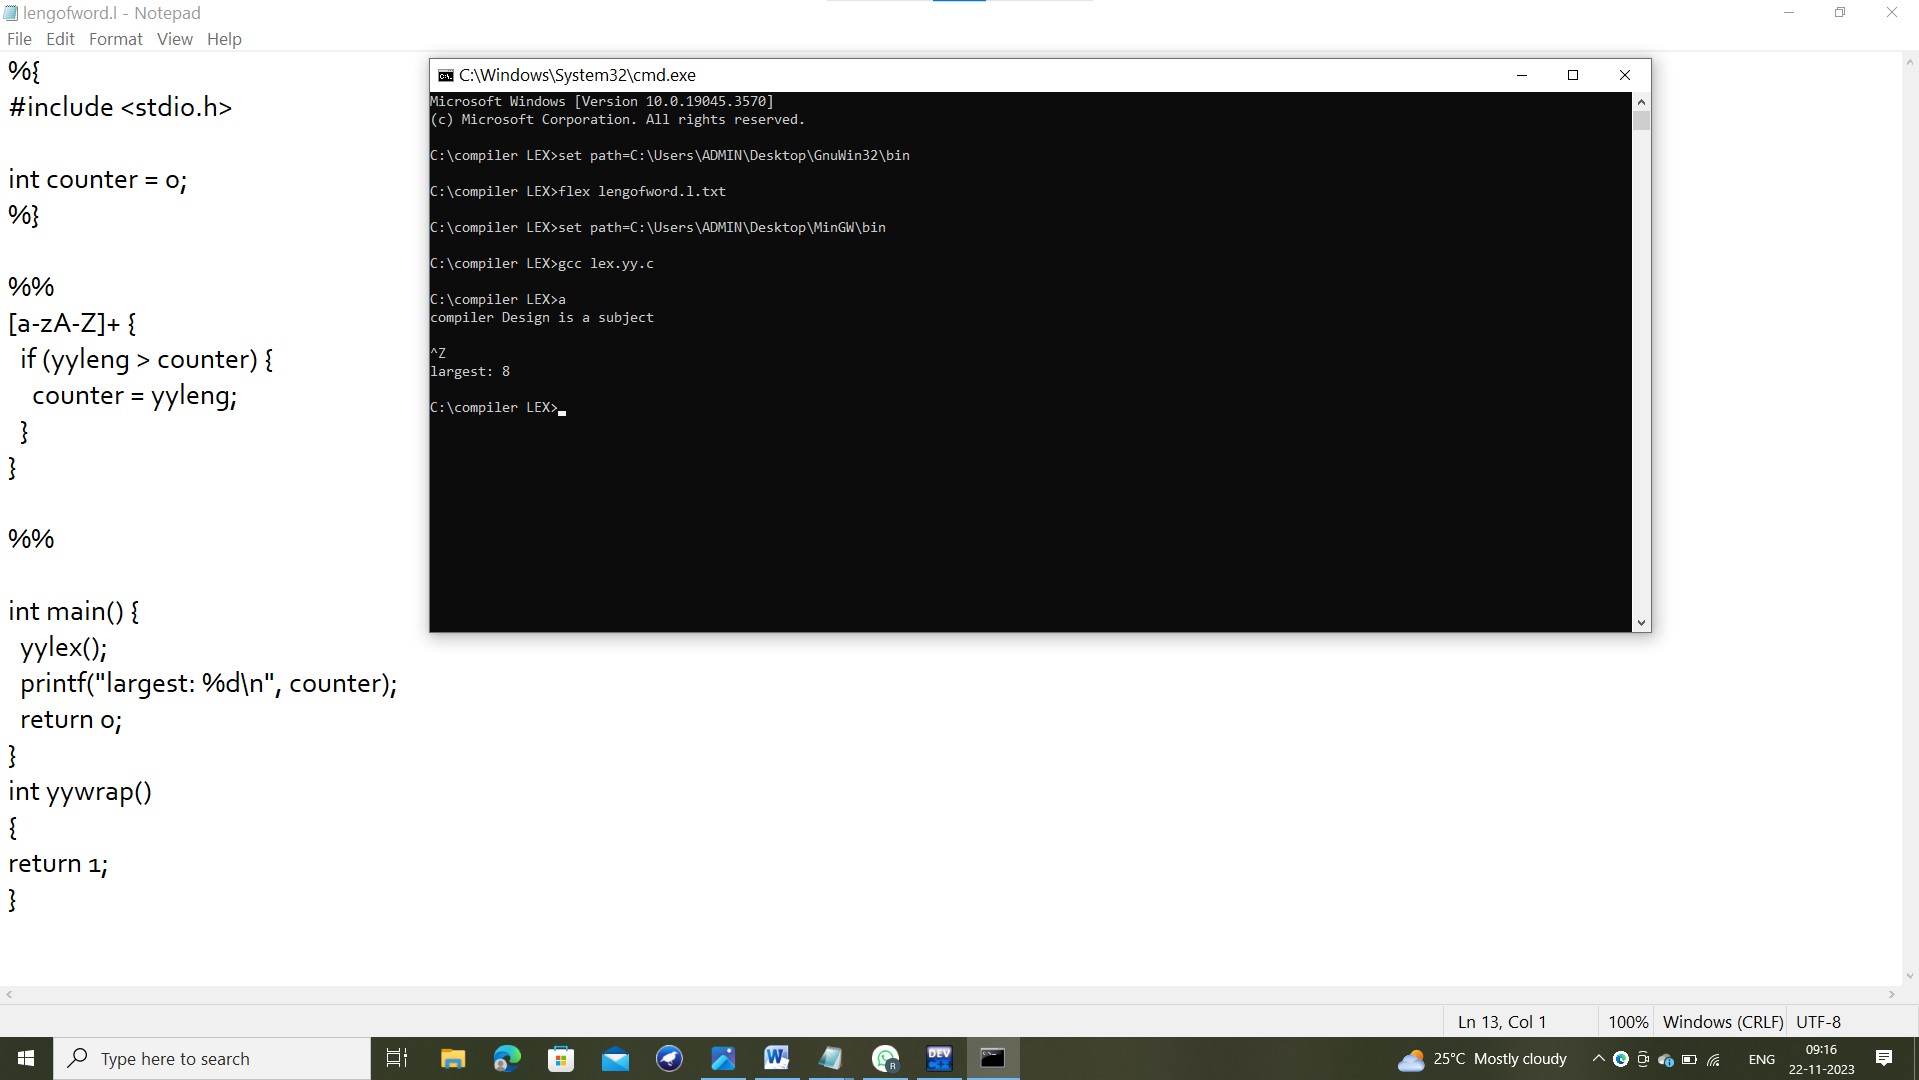 lengofword.l - Notepad
File Edit Format View Help
%{
#include <stdio.h>
int counter = 0;
%}
%%
[a-zA-Z]+ {
if (yyleng > counter) {
counter = yyleng;
}
}
%%
int main() {
yylex();
printf("largest: %d\n", counter);
return 0;
}
int yywrap()
{
return 1;
}
C:\Windows\System32\cmd.exe
Microsoft Windows [Version 10.0.19045.3570]
(c) Microsoft Corporation. All rights reserved.
C:\compiler LEX>set path=C:\Users\ADMIN\Desktop\GnuWin32\bin
C:\compiler LEX>flex lengofword.l.txt
C:\compiler LEX>set path=C:\Users\ADMIN\Desktop\MinGW\bin
C:\compiler LEX>gcc lex.yy.c
C:\compiler LEX>a
compiler Design is a subject
^Z
largest: 8
C:\compiler LEX>
Ln 13, Col 1 100% Windows (CRLF) UTF-8
Type here to search
DEV
C++
R
25°C Mostly cloudy
ENG
09:16
22-11-2023